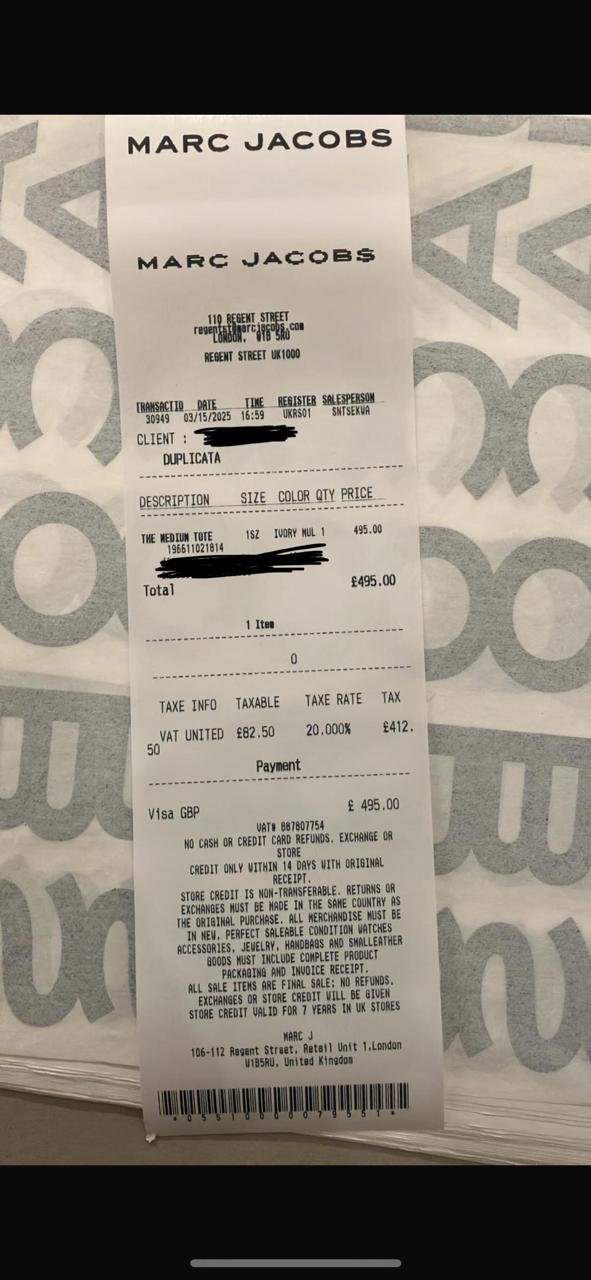 MARC JACOBS
MARC JACOBS
110 REGENT STREET
regentst@marcjacobs.com
LONDON, W1B 5RU
REGENT STREET UK1000
TRANSACTIO DATE TIME REGISTER SALESPERSON
30949 03/15/2025 16:59 UKRS01 SNTSEKWA
CLIENT :
DUPLICATA
DESCRIPTION SIZE COLOR QTY PRICE
THE MEDIUM TOTE 1SZ IVORY MUL 1 495.00
196611021814
Total £495.00
1 Item
0
TAXE INFO TAXABLE TAXE RATE TAX
VAT UNITED £82.50 20.000% £412.
50
Payment
Visa GBP £ 495.00
VAT# 887807754
NO CASH OR CREDIT CARD REFUNDS. EXCHANGE OR
STORE
CREDIT ONLY WITHIN 14 DAYS WITH ORIGINAL
RECEIPT.
STORE CREDIT IS NON-TRANSFERABLE. RETURNS OR
EXCHANGES MUST BE MADE IN THE SAME COUNTRY AS
THE ORIGINAL PURCHASE. ALL MERCHANDISE MUST BE
IN NEW, PERFECT SALEABLE CONDITION WATCHES
ACCESSORIES, JEWELRY, HANDBAGS AND SMALLEATHER
GOODS MUST INCLUDE COMPLETE PRODUCT
PACKAGING AND INVOICE RECEIPT.
ALL SALE ITEMS ARE FINAL SALE; NO REFUNDS,
EXCHANGES OR STORE CREDIT WILL BE GIVEN
STORE CREDIT VALID FOR 7 YEARS IN UK STORES
MARC J
106-112 Regent Street, Retail Unit 1,London
W1B5RU, United Kingdom